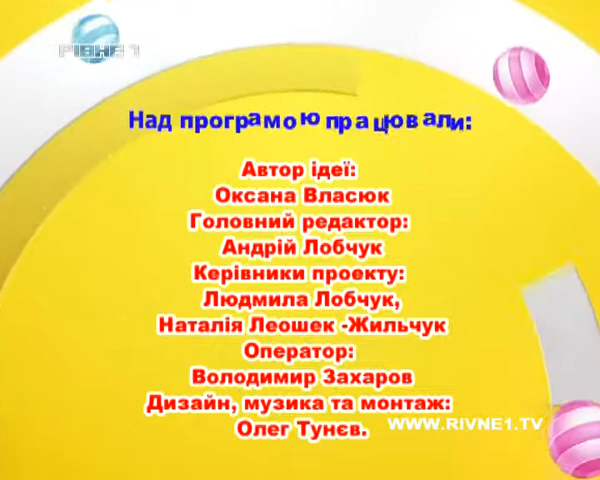 РІВНЕ 1
Над програмою працювали:
Автор ідеї:
Оксана Власюк
Головний редактор:
Андрій Лобчук
Керівники проекту:
Людмила Лобчук,
Наталія Леошек -Жильчук
Оператор:
Володимир Захаров
Дизайн, музика та монтаж:
Олег Тунєв.
WWW.RIVNE1.TV